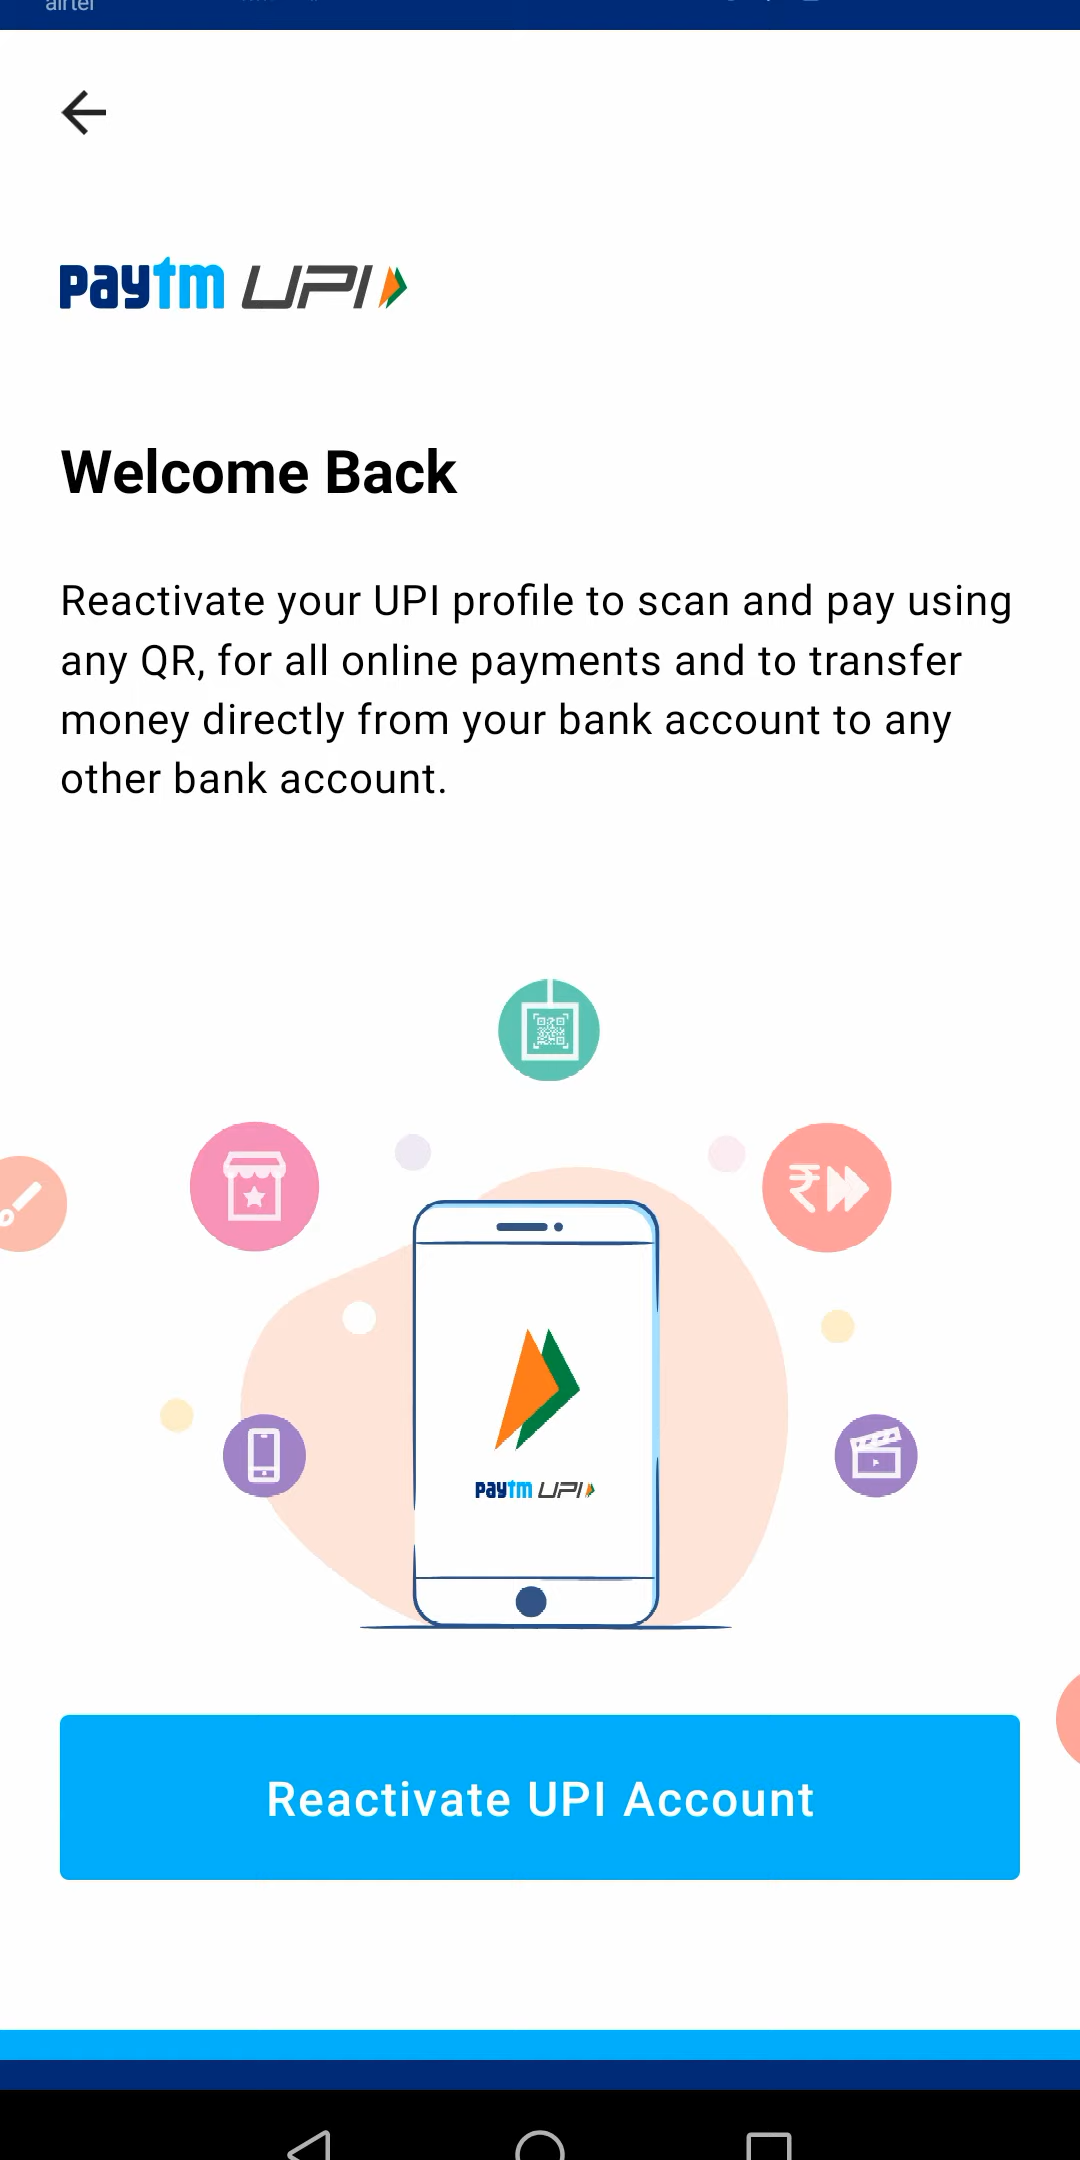 airtel
paytm UPI
Welcome Back
Reactivate your UPI profile to scan and pay using
any QR, for all online payments and to transfer
money directly from your bank account to any
other bank account.
paytm UPI
Reactivate UPI Account